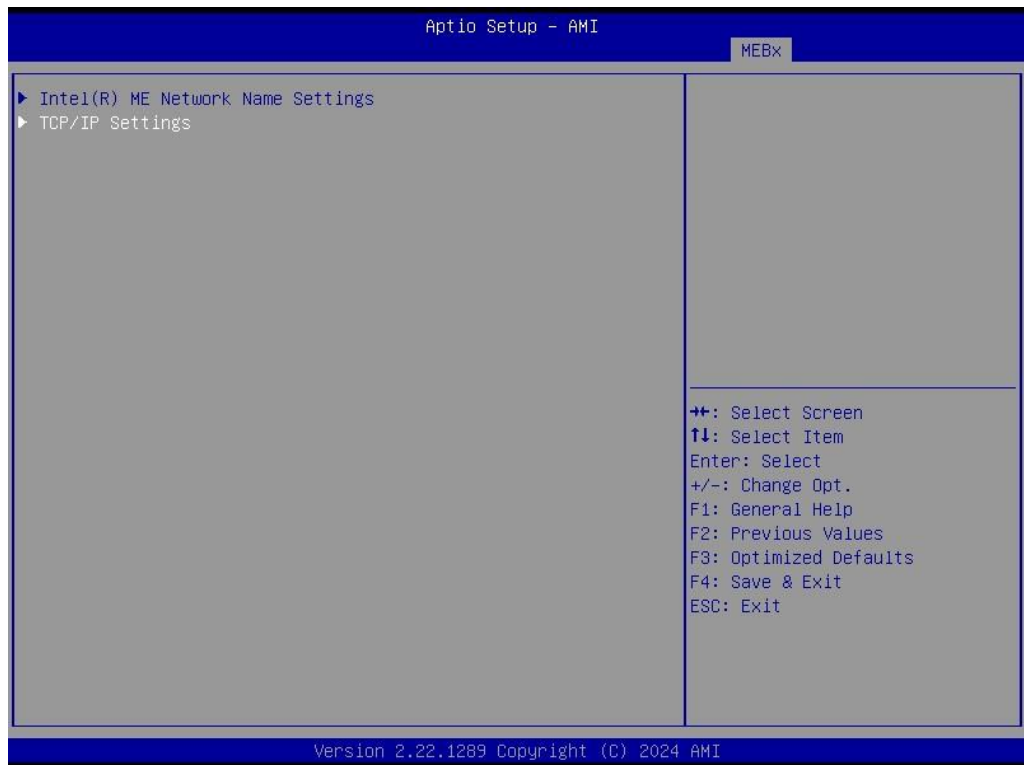 Aptio Setup - AMI
MEBx
▶ Intel(R) ME Network Name Settings
▶ TCP/IP Settings
→←: Select Screen
↑↓: Select Item
Enter: Select
+/-: Change Opt.
F1: General Help
F2: Previous Values
F3: Optimized Defaults
F4: Save & Exit
ESC: Exit
Version 2.22.1289 Copyright (C) 2024 AMI